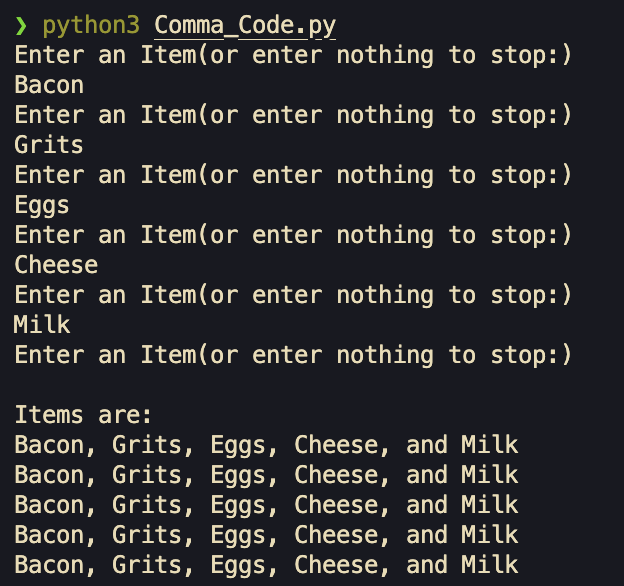 ❯ python3 Comma_Code.py
Enter an Item(or enter nothing to stop:)
Bacon
Enter an Item(or enter nothing to stop:)
Grits
Enter an Item(or enter nothing to stop:)
Eggs
Enter an Item(or enter nothing to stop:)
Cheese
Enter an Item(or enter nothing to stop:)
Milk
Enter an Item(or enter nothing to stop:)
Items are:
Bacon, Grits, Eggs, Cheese, and Milk
Bacon, Grits, Eggs, Cheese, and Milk
Bacon, Grits, Eggs, Cheese, and Milk
Bacon, Grits, Eggs, Cheese, and Milk
Bacon, Grits, Eggs, Cheese, and Milk